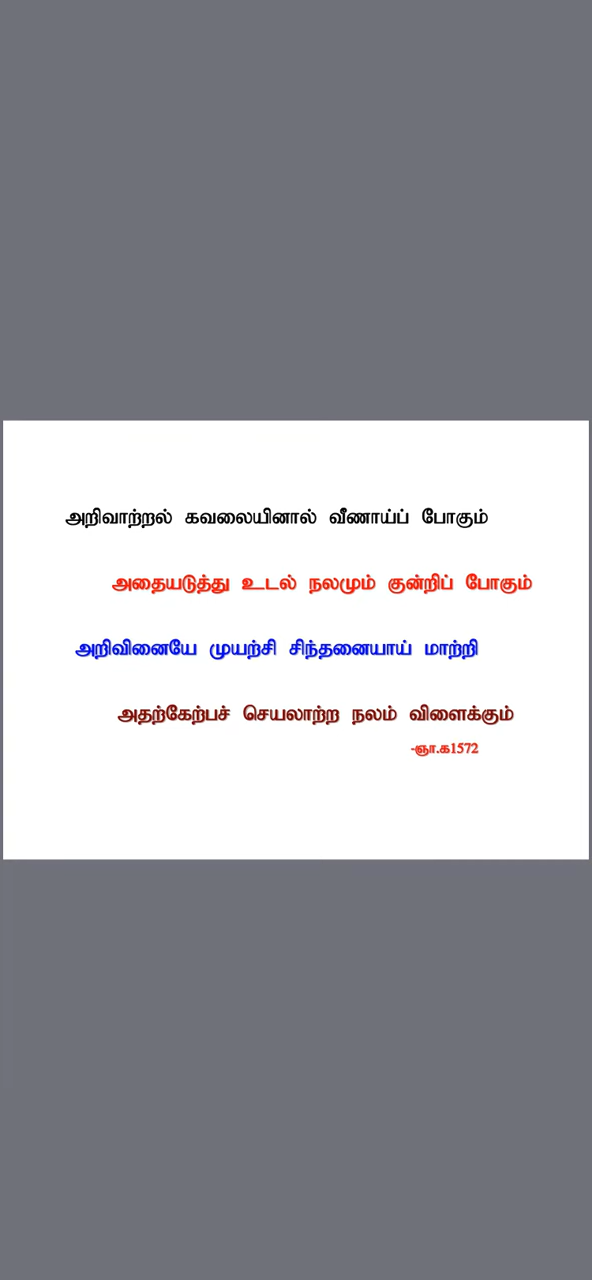 அறிவாற்றல் கவலையினால் வீணாய்ப் போகும்
அதையடுத்து உடல் நலமும் குன்றிப் போகும்
அறிவினையே முயற்சி சிந்தனையாய் மாற்றி
அதற்கேற்பச் செயலாற்ற நலம் விளைக்கும்
-ஞா.க1572